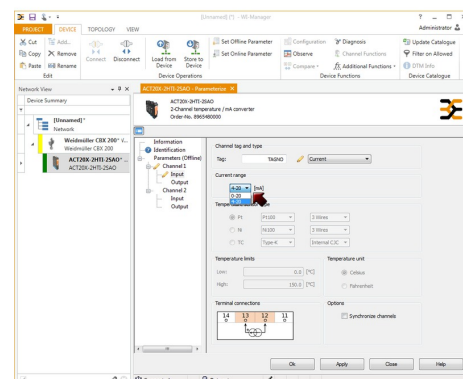 [Unnamed] (*) - WI-Manager
PROJECT DEVICE TOPOLOGY VIEW Administrator
Cut Add... Connect Disconnect Load from Device Store to Device Set Offline Parameter Set Online Parameter Configuration Observe Compare Diagnosis Channel Functions Additional Functions Update Catalogue Filter on Allowed DTM Info
Copy Remove
Paste Rename
Edit Device Operations Device Functions Device Catalogue
Network View
Device Summary
[Unnamed]*
Network
Weidmüller CBX 200* V...
Weidmüller CBX 200
ACT20X-2HTI-2SAO* ...
ACT20X-2HTI-2SAO
ACT20X-2HTI-2SAO - Parameterize
ACT20X-2HTI-2SAO
2-Channel temperature / mA converter
Order-No. 8965480000
Information
Identification
Parameters (Offline)
Channel 1
Input
Output
Channel 2
Input
Output
Channel tag and type
Tag: TAGNO Current
Current range
4-20 [mA]
0-20
4-20
Pt Pt100 3 Wires
Ni Ni100 3 Wires
TC Type-K Internal CJC
Temperature limits
Low: 0.0 [°C]
High: 150.0 [°C]
Temperature unit
Celsius
Fahrenheit
Terminal connections
14 13 12 11
Options
Synchronize channels
Ok Apply Close Help